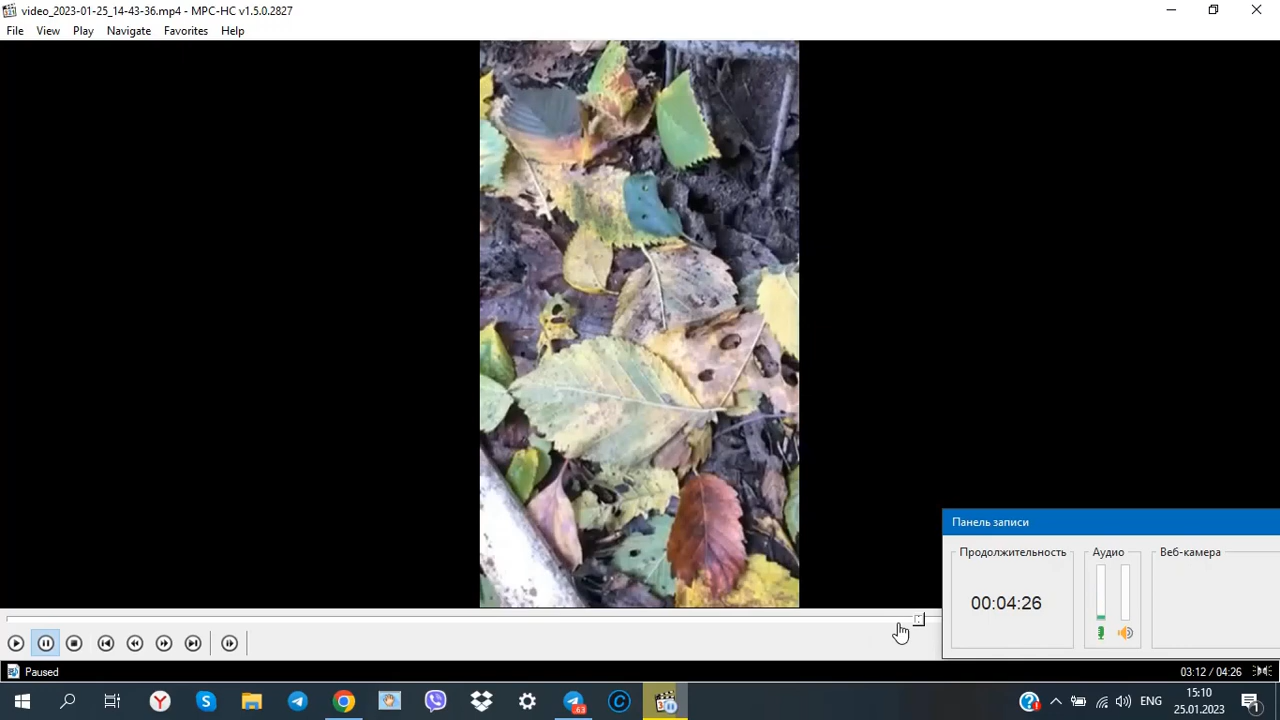 video_2023-01-25_14-43-36.mp4 - MPC-HC v1.5.0.2827
File View Play Navigate Favorites Help
Панель записи
Продолжительность Аудио Веб-камера
00:04:26
Paused
03:12 / 04:26
63
ENG
15:10
25.01.2023
1